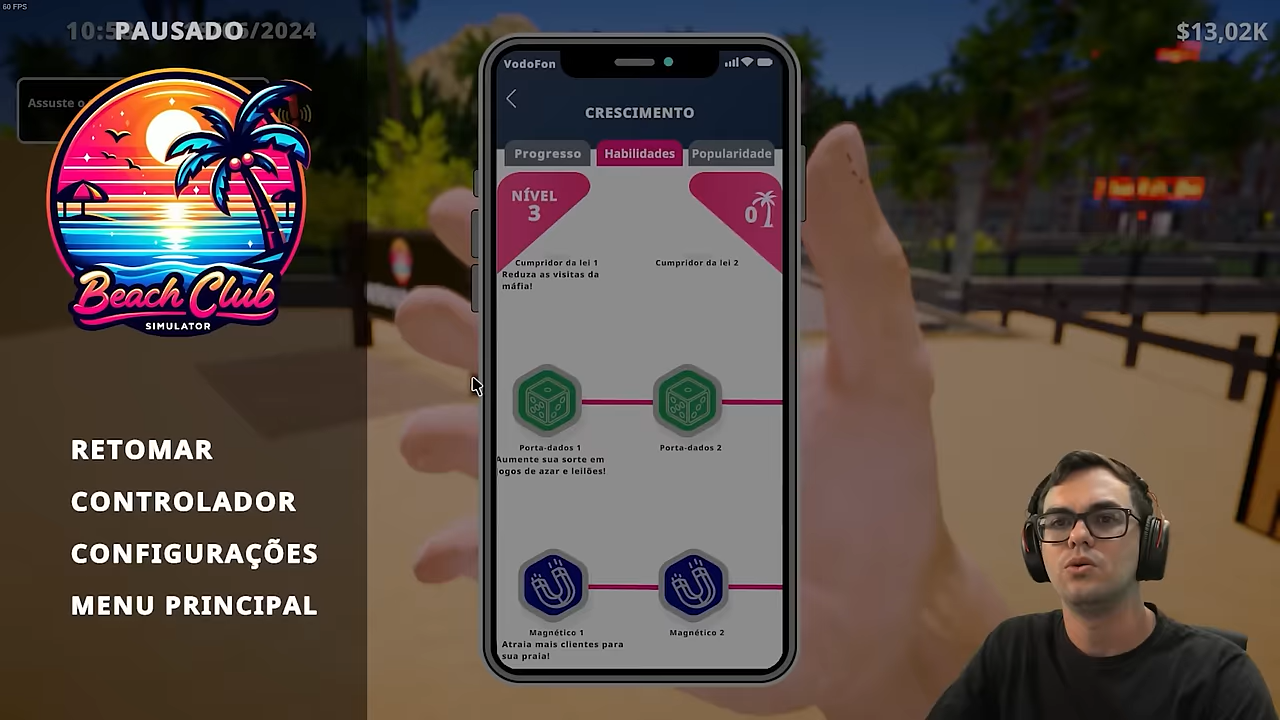 60 FPS
PAUSADO
/2024
$13,02K
Assuste o
Beach Club
SIMULATOR
RETOMAR
CONTROLADOR
CONFIGURAÇÕES
MENU PRINCIPAL
VodoFon
CRESCIMENTO
Progresso
Habilidades
Popularidade
NÍVEL
3
0
Cumpridor da lei 1
Reduza as visitas da
máfia!
Cumpridor da lei 2
Porta-dados 1
Aumente sua sorte em
ogos de azar e leilões!
Porta-dados 2
Magnético 1
Atraia mais clientes para
sua praia!
Magnético 2